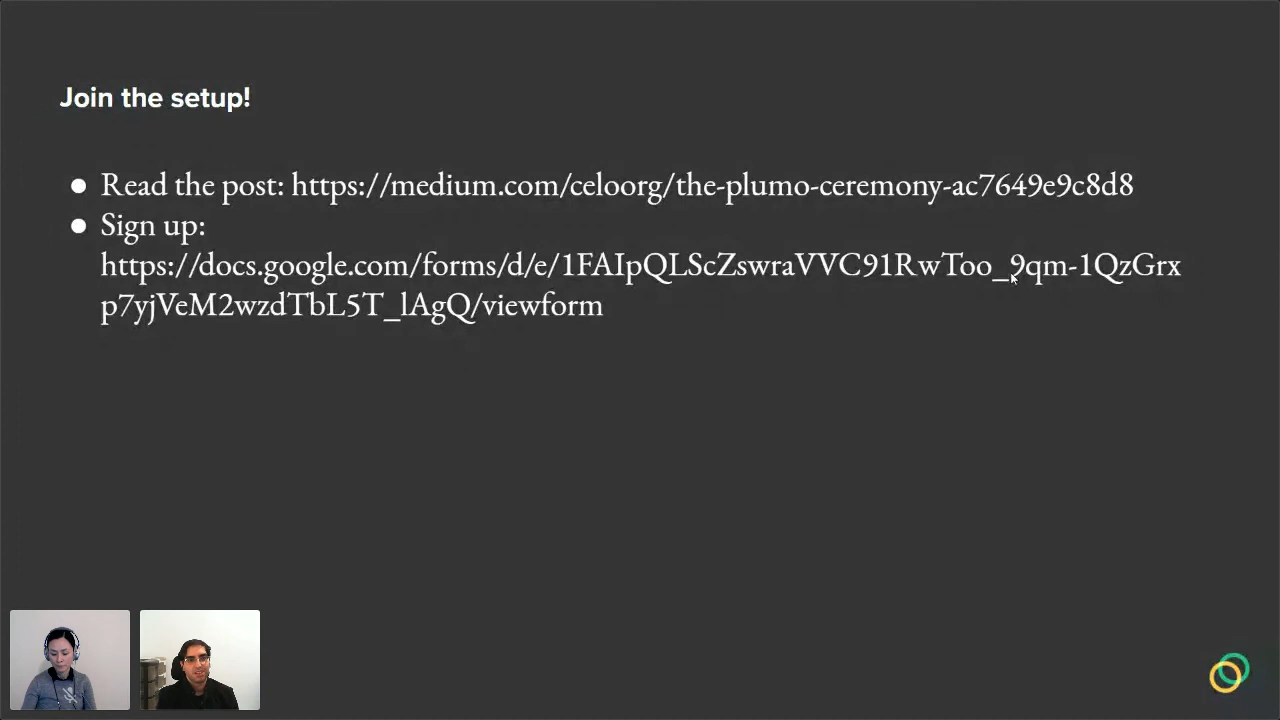 Join the setup!
● Read the post: https://medium.com/celoorg/the-plumo-ceremony-ac7649e9c8d8
● Sign up:
https://docs.google.com/forms/d/e/1FAIpQLScZswraVVC91RwToo_9qm-1QzGrx
p7yjVeM2wzdTbL5T_lAgQ/viewform